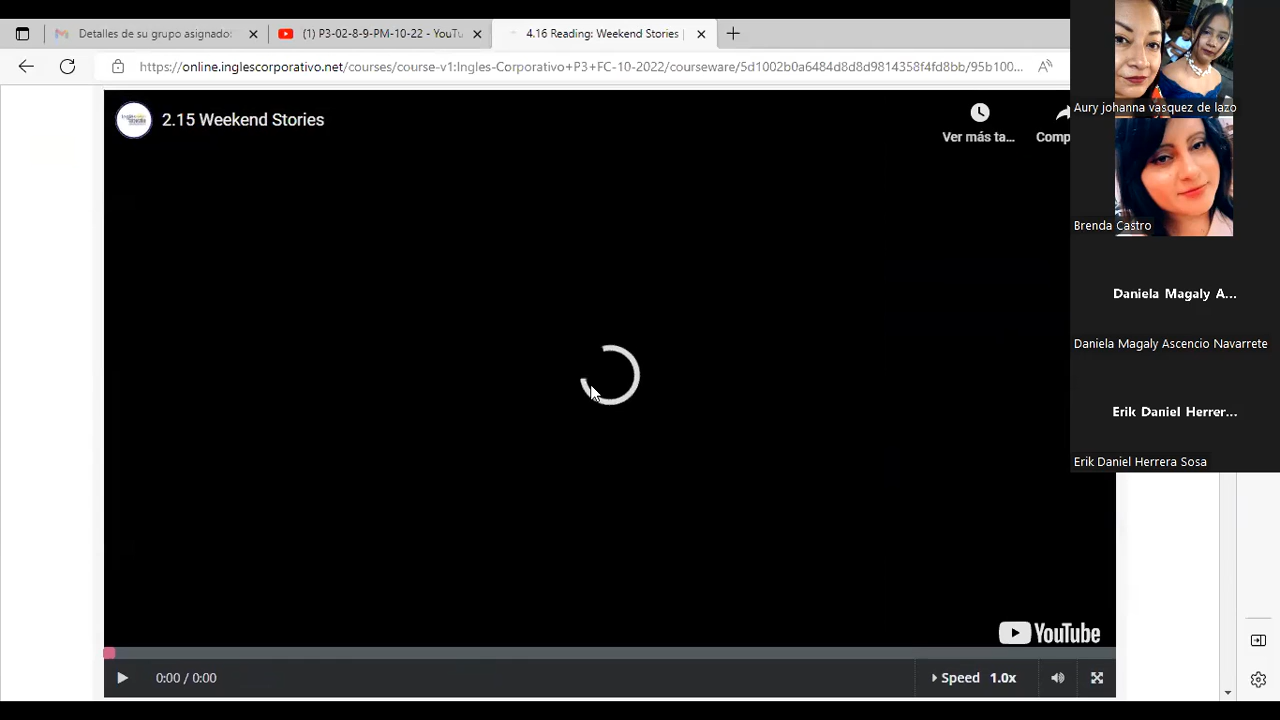 Detalles de su grupo asignado:
(1) P3-02-8-9-PM-10-22 - YouTu
4.16 Reading: Weekend Stories |
https://online.inglescorporativo.net/courses/course-v1:Ingles-Corporativo+P3+FC-10-2022/courseware/5d1002b0a6484d8d8d9814358f4fd8bb/95b100...
2.15 Weekend Stories
Ver más ta...
Comp
YouTube
0:00 / 0:00
Speed 1.0x
Aury johanna vasquez de lazo
Brenda Castro
Daniela Magaly A...
Daniela Magaly Ascencio Navarrete
Erik Daniel Herrer...
Erik Daniel Herrera Sosa